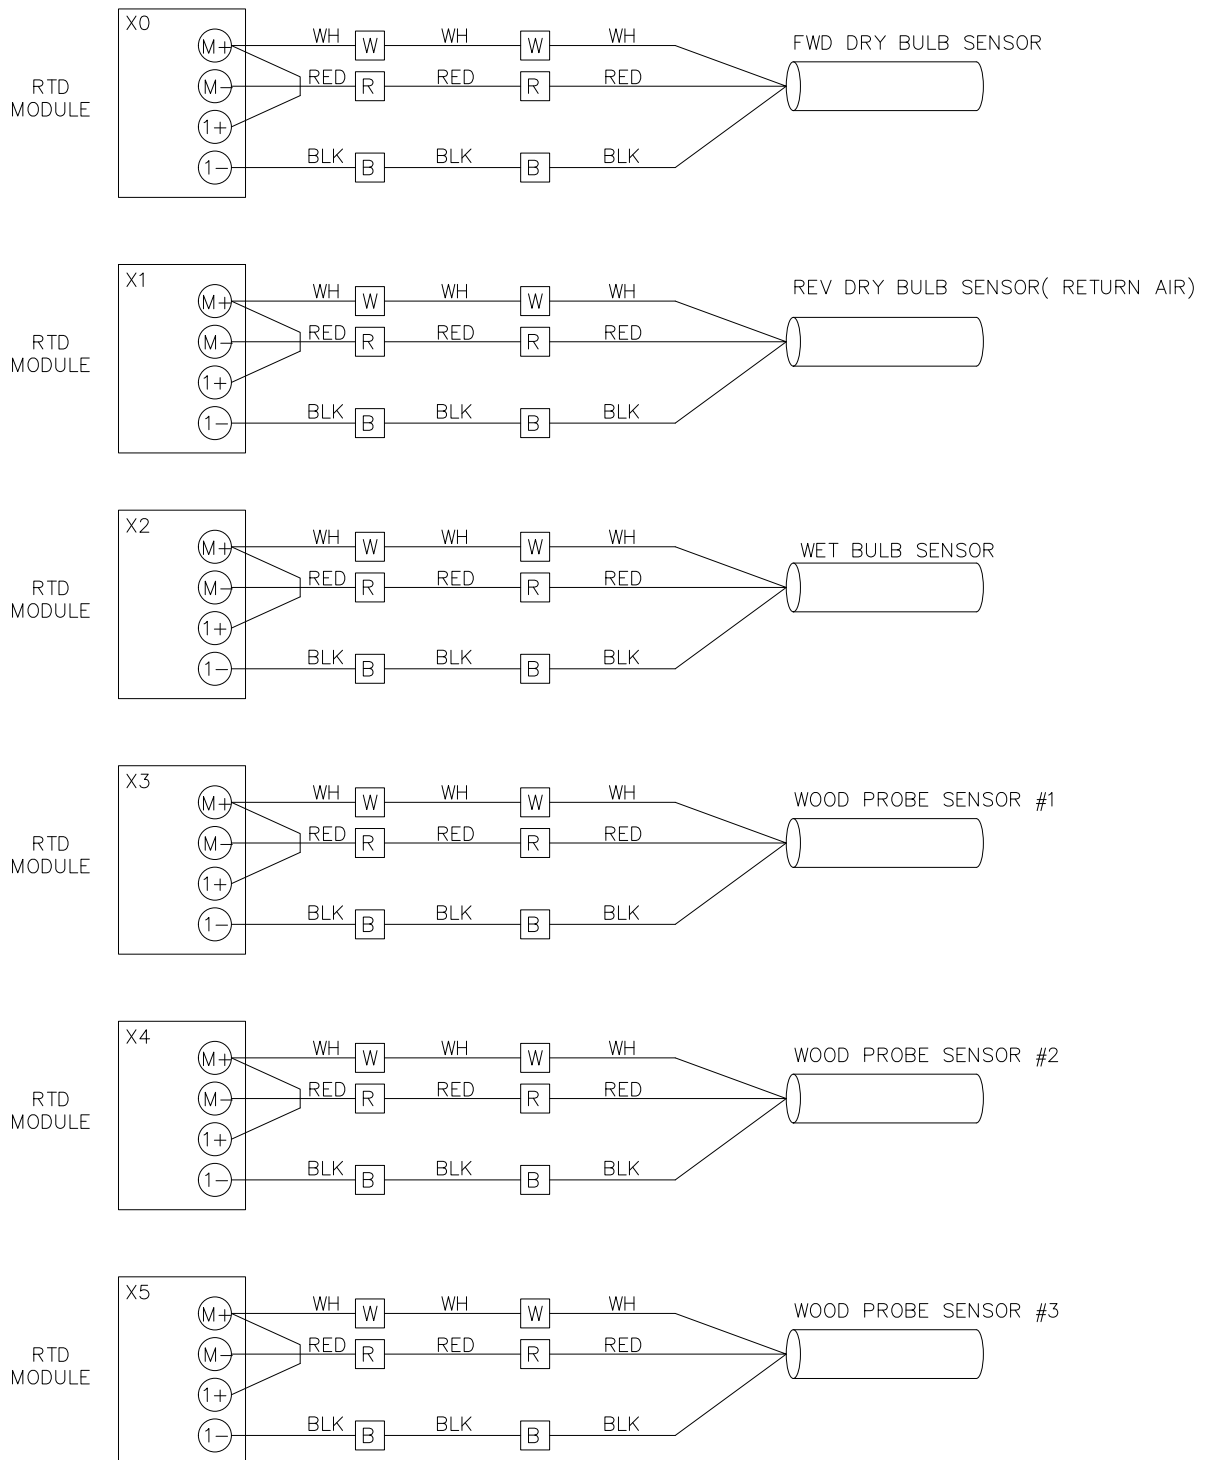 X0
WH WH WH
M+ W W
FWD DRY BULB SENSOR
RED RED RED
RTD
MODULE
M- R R
1+
BLK BLK BLK
1- B B
X1
WH WH WH
M+ W W
REV DRY BULB SENSOR( RETURN AIR)
RED RED RED
RTD
MODULE
M- R R
1+
BLK BLK BLK
1- B B
X2
WH WH WH
M+ W W
WET BULB SENSOR
RED RED RED
RTD
MODULE
M- R R
1+
BLK BLK BLK
1- B B
X3
WH WH WH
M+ W W
WOOD PROBE SENSOR #1
RED RED RED
RTD
MODULE
M- R R
1+
BLK BLK BLK
1- B B
X4
WH WH WH
M+ W W
WOOD PROBE SENSOR #2
RED RED RED
RTD
MODULE
M- R R
1+
BLK BLK BLK
1- B B
X5
WH WH WH
M+ W W
WOOD PROBE SENSOR #3
RED RED RED
RTD
MODULE
M- R R
1+
BLK BLK BLK
1- B B